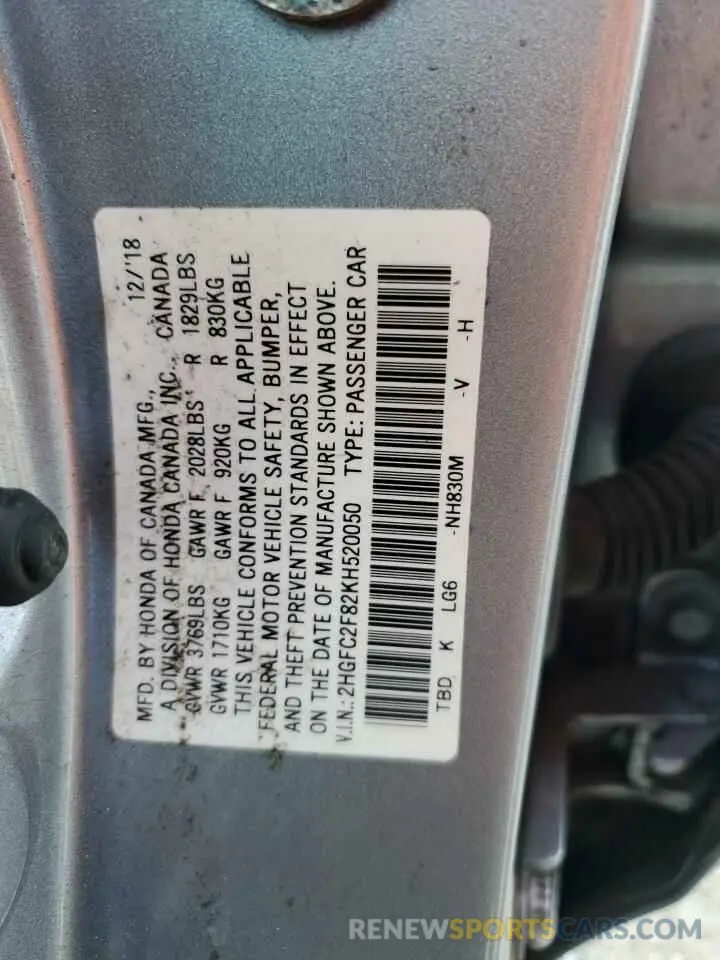 MFD. BY HONDA OF CANADA MFG., 12/'18
A DIVISION OF HONDA CANADA INC., CANADA
GVWR 3769LBS GAWR F 2028LBS R 1829LBS
GVWR 1710KG GAWR F 920KG R 830KG
THIS VEHICLE CONFORMS TO ALL APPLICABLE
FEDERAL MOTOR VEHICLE SAFETY, BUMPER,
AND THEFT PREVENTION STANDARDS IN EFFECT
ON THE DATE OF MANUFACTURE SHOWN ABOVE.
V.I.N.: 2HGFC2F82KH520050 TYPE: PASSENGER CAR
TBD K LG6 -NH830M -V -H
RENEWSPORTSCARS.COM